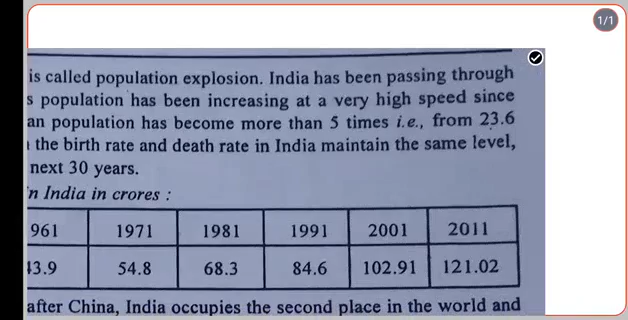 1/1
is called population explosion. India has been passing through
s population has been increasing at a very high speed since
an population has become more than 5 times i.e., from 23.6
the birth rate and death rate in India maintain the same level,
next 30 years.
n India in crores :
961 1971 1981 1991 2001 2011
43.9 54.8 68.3 84.6 102.91 121.02
after China, India occupies the second place in the world and